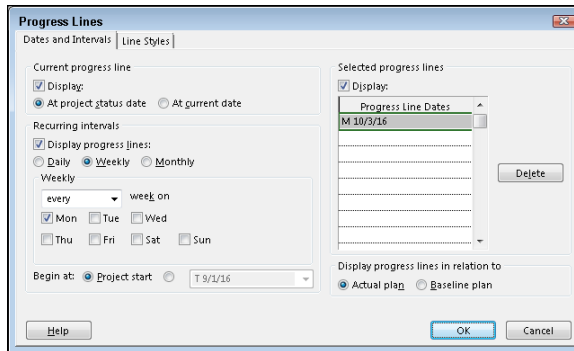 Progress Lines
Dates and Intervals
Line Styles
Current progress line
Display:
At project status date
At current date
Recurring intervals
Display progress lines:
Daily
Weekly
Monthly
Weekly
every
week on
Mon
Tue
Wed
Thu
Fri
Sat
Sun
Begin at:
Project start
T 9/1/16
Selected progress lines
Display:
Progress Line Dates
M 10/3/16
Delete
Display progress lines in relation to
Actual plan
Baseline plan
Help
OK
Cancel